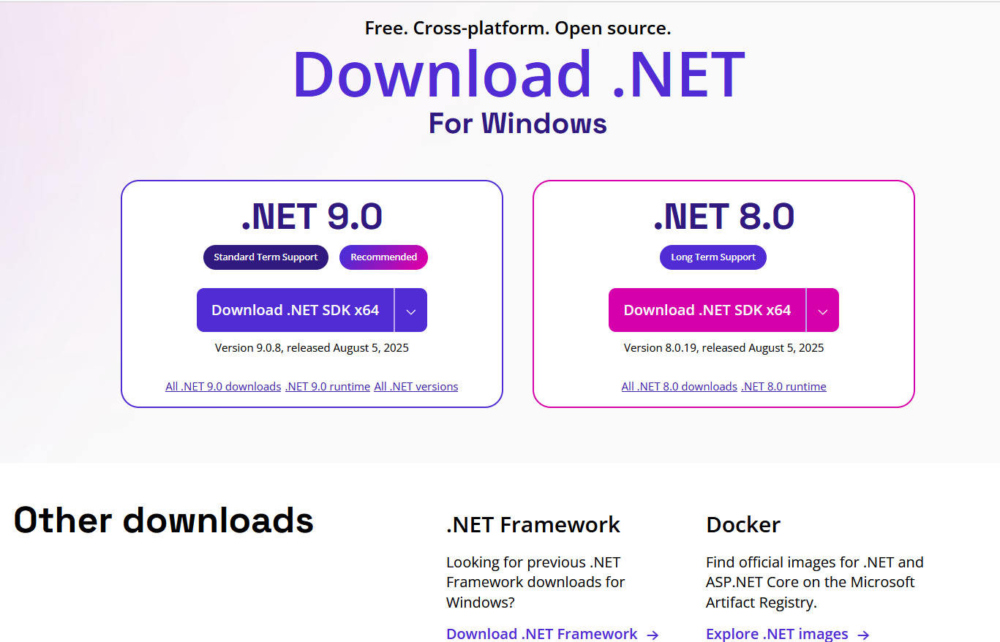 Free. Cross-platform. Open source.
Download .NET
For Windows
.NET 9.0
Standard Term Support
Recommended
Download .NET SDK x64
Version 9.0.8, released August 5, 2025
All .NET 9.0 downloads .NET 9.0 runtime All .NET versions
.NET 8.0
Long Term Support
Download .NET SDK x64
Version 8.0.19, released August 5, 2025
All .NET 8.0 downloads .NET 8.0 runtime
Other downloads
.NET Framework
Looking for previous .NET
Framework downloads for
Windows?
Download .NET Framework →
Docker
Find official images for .NET and
ASP.NET Core on the Microsoft
Artifact Registry.
Explore .NET images →